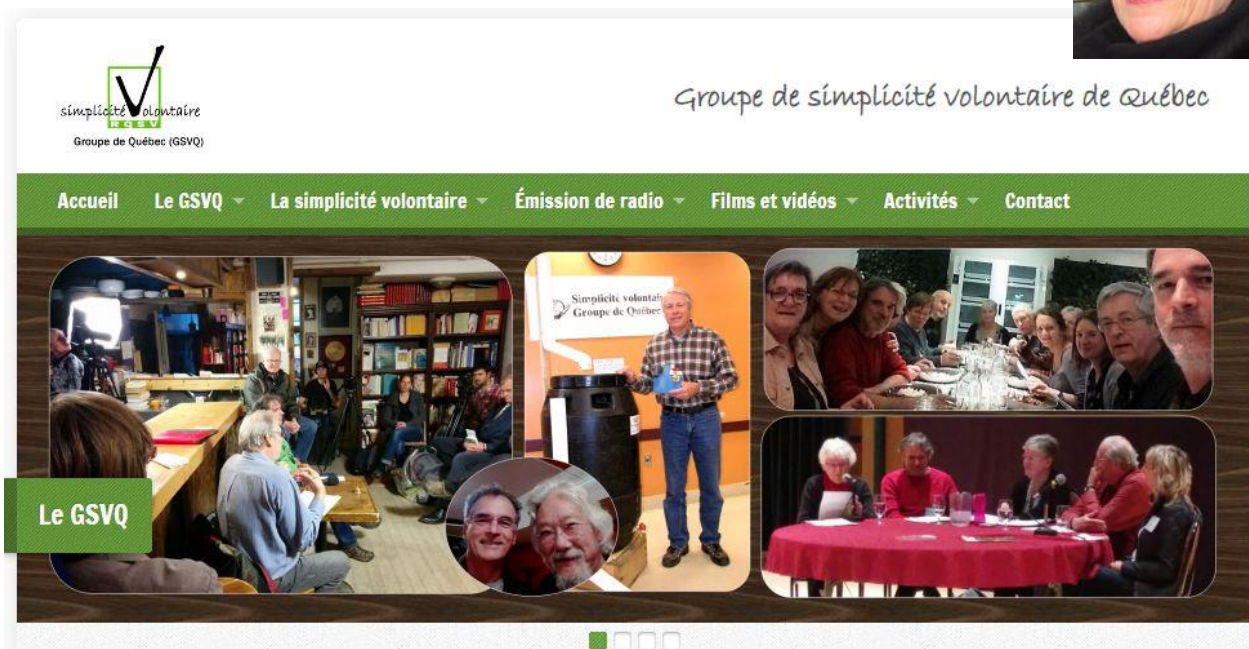 simplicité volontaire
RQSV
Groupe de Québec (GSVQ)
Groupe de simplicité volontaire de Québec
Accueil Le GSVQ La simplicité volontaire Émission de radio Films et vidéos Activités Contact
Simplicité volontai
Groupe de Québec
Le GSVQ